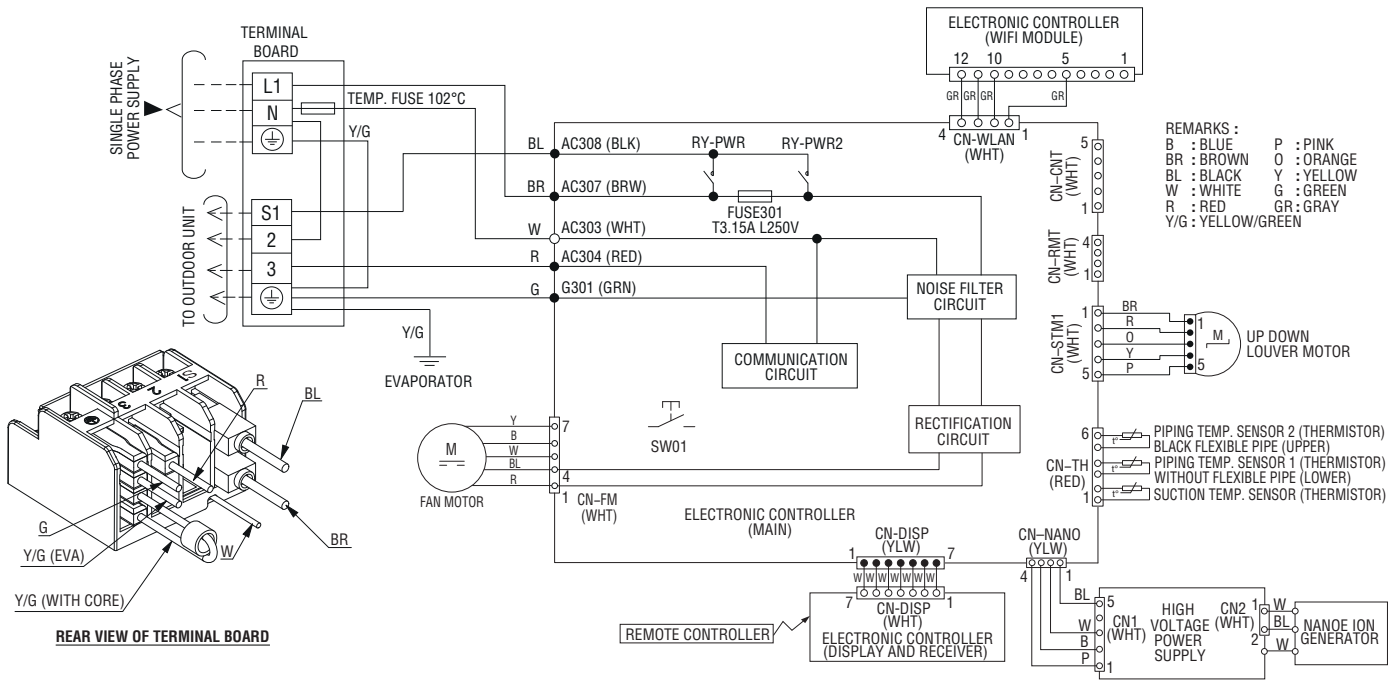 TERMINAL
BOARD
SINGLE PHASE
POWER SUPPLY
L1
N
TEMP. FUSE 102°C
Y/G
TO OUTDOOR UNIT
S1
2
3
Y/G
EVAPORATOR
ELECTRONIC CONTROLLER
(WIFI MODULE)
12 10 5 1
GR GR GR GR
4 CN-WLAN 1
(WHT)
BL AC308 (BLK) RY-PWR RY-PWR2
BR AC307 (BRW)
FUSE301
T3.15A L250V
W AC303 (WHT)
R AC304 (RED)
G G301 (GRN)
NOISE FILTER
CIRCUIT
COMMUNICATION
CIRCUIT
RECTIFICATION
CIRCUIT
SW01
M
FAN MOTOR
Y 7
B
W
BL 4
R 1
CN-FM
(WHT)
ELECTRONIC CONTROLLER
(MAIN)
5
CN-CNT
(WHT)
1
4
CN-RMT
(WHT)
1
1
CN-STM1
(WHT)
5
BR 1
R
O
Y
P 5
M
UP DOWN
LOUVER MOTOR
6
CN-TH
(RED)
1
t° PIPING TEMP. SENSOR 2 (THERMISTOR)
BLACK FLEXIBLE PIPE (UPPER)
t° PIPING TEMP. SENSOR 1 (THERMISTOR)
WITHOUT FLEXIBLE PIPE (LOWER)
t° SUCTION TEMP. SENSOR (THERMISTOR)
REMARKS :
B : BLUE P : PINK
BR : BROWN O : ORANGE
BL : BLACK Y : YELLOW
W : WHITE G : GREEN
R : RED GR : GRAY
Y/G : YELLOW/GREEN
CN-DISP
(YLW)
1 7
W W W W W W W
7 1
CN-DISP
(WHT)
ELECTRONIC CONTROLLER
(DISPLAY AND RECEIVER)
REMOTE CONTROLLER
CN-NANO
(YLW)
4 1
BL 5
W
B
P 1
CN1
(WHT)
HIGH
VOLTAGE
POWER
SUPPLY
CN2
(WHT)
1 W
BL
2 W
NANOE ION
GENERATOR
S1
2
3
R
BL
G
Y/G (EVA)
W
BR
Y/G (WITH CORE)
REAR VIEW OF TERMINAL BOARD